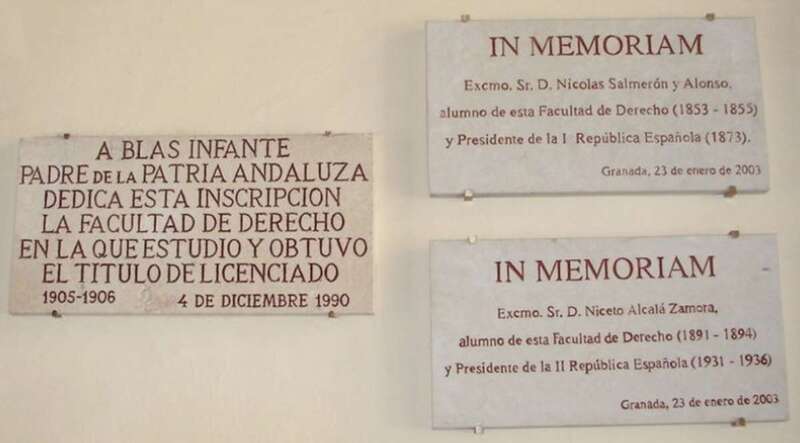 A BLAS INFANTE
PADRE DE LA PATRIA ANDALUZA
DEDICA ESTA INSCRIPCION
LA FACULTAD DE DERECHO
EN LA QUE ESTUDIO Y OBTUVO
EL TITULO DE LICENCIADO
1905-1906 4 DE DICIEMBRE 1990
IN MEMORIAM
Excmo. Sr. D. Nicolas Salmerón y Alonso,
alumno de esta Facultad de Derecho (1853 - 1855)
y Presidente de la I República Española (1873).
Granada, 23 de enero de 2003
IN MEMORIAM
Excmo. Sr. D. Niceto Alcalá Zamora,
alumno de esta Facultad de Derecho (1891 - 1894)
y Presidente de la II República Española (1931 - 1936)
Granada, 23 de enero de 2003